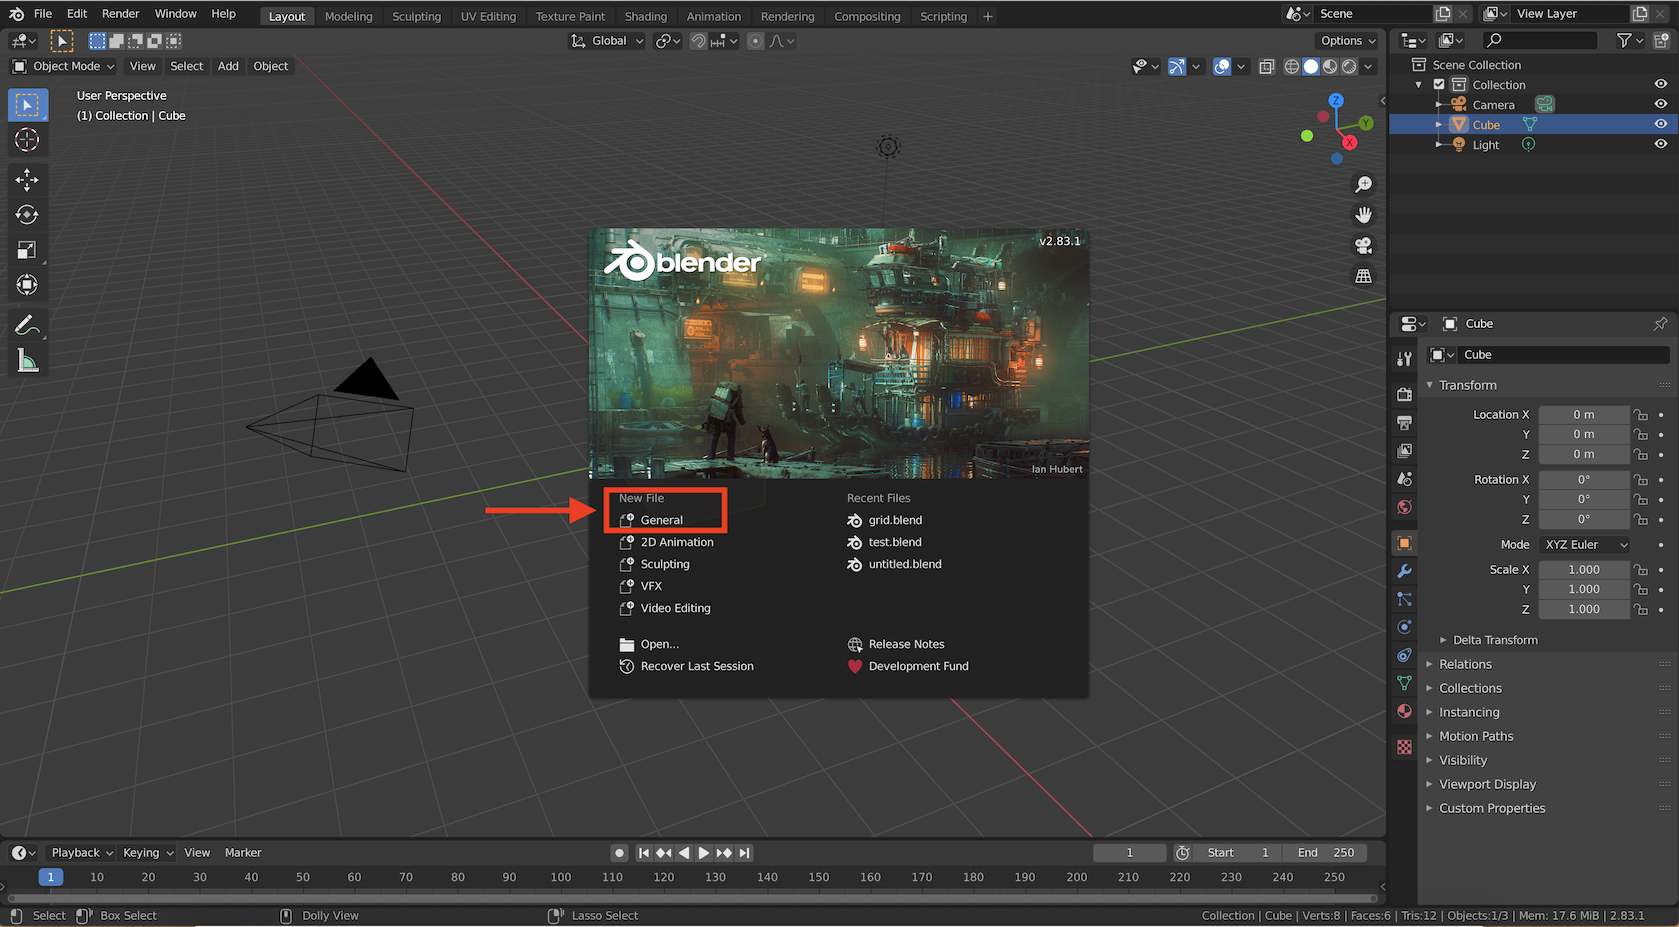 File Edit Render Window Help Layout Modeling Sculpting UV Editing Texture Paint Shading Animation Rendering Compositing Scripting + Scene View Layer
Global Options
Object Mode View Select Add Object
User Perspective
(1) Collection | Cube
Z
Y
X
Scene Collection
Collection
Camera
Cube
Light
blender
v2.83.1
Ian Hubert
New File
General
2D Animation
Sculpting
VFX
Video Editing
Open...
Recover Last Session
Recent Files
grid.blend
test.blend
untitled.blend
Release Notes
Development Fund
Cube
Cube
Transform
Location X 0 m
Y 0 m
Z 0 m
Rotation X 0°
Y 0°
Z 0°
Mode XYZ Euler
Scale X 1.000
Y 1.000
Z 1.000
Delta Transform
Relations
Collections
Instancing
Motion Paths
Visibility
Viewport Display
Custom Properties
Playback Keying View Marker 1 Start 1 End 250
1 10 20 30 40 50 60 70 80 90 100 110 120 130 140 150 160 170 180 190 200 210 220 230 240 250
Select Box Select Dolly View Lasso Select Collection | Cube | Verts:8 | Faces:6 | Tris:12 | Objects:1/3 | Mem: 17.6 MiB | 2.83.1